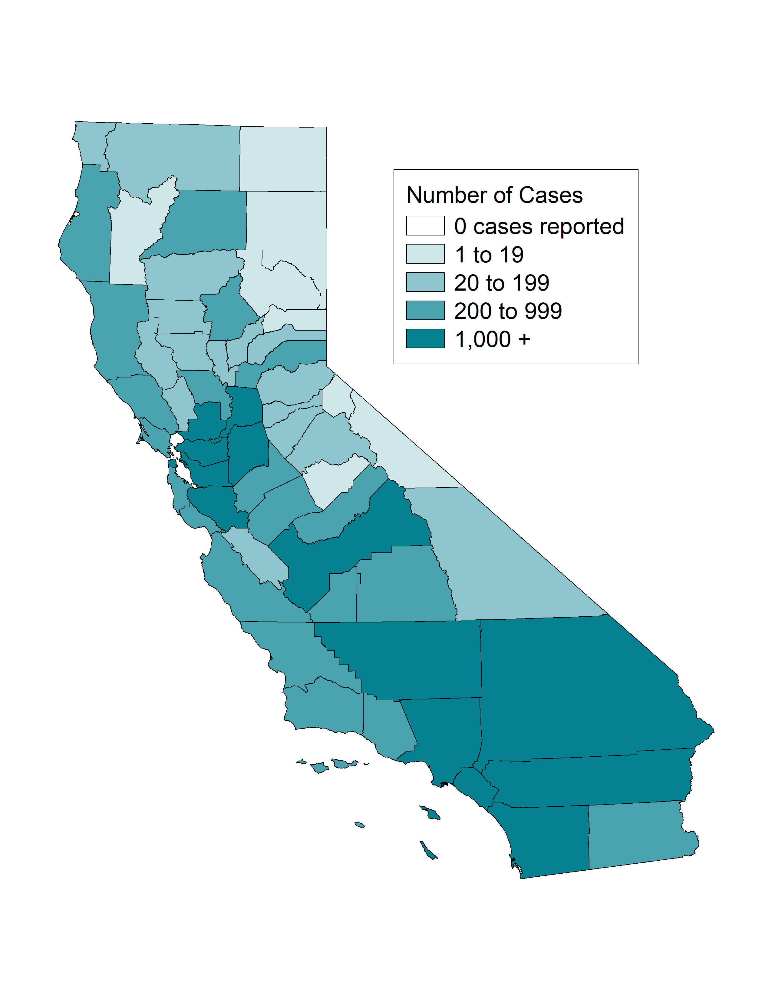 Number of Cases
0 cases reported
1 to 19
20 to 199
200 to 999
1,000 +